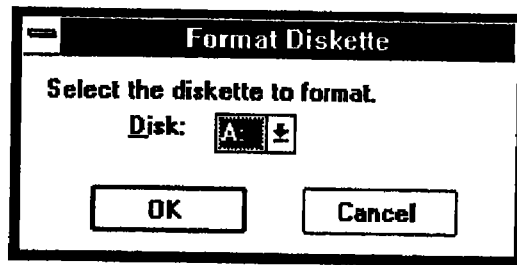 Format Diskette
Select the diskette to format.
Disk: A:
OK Cancel